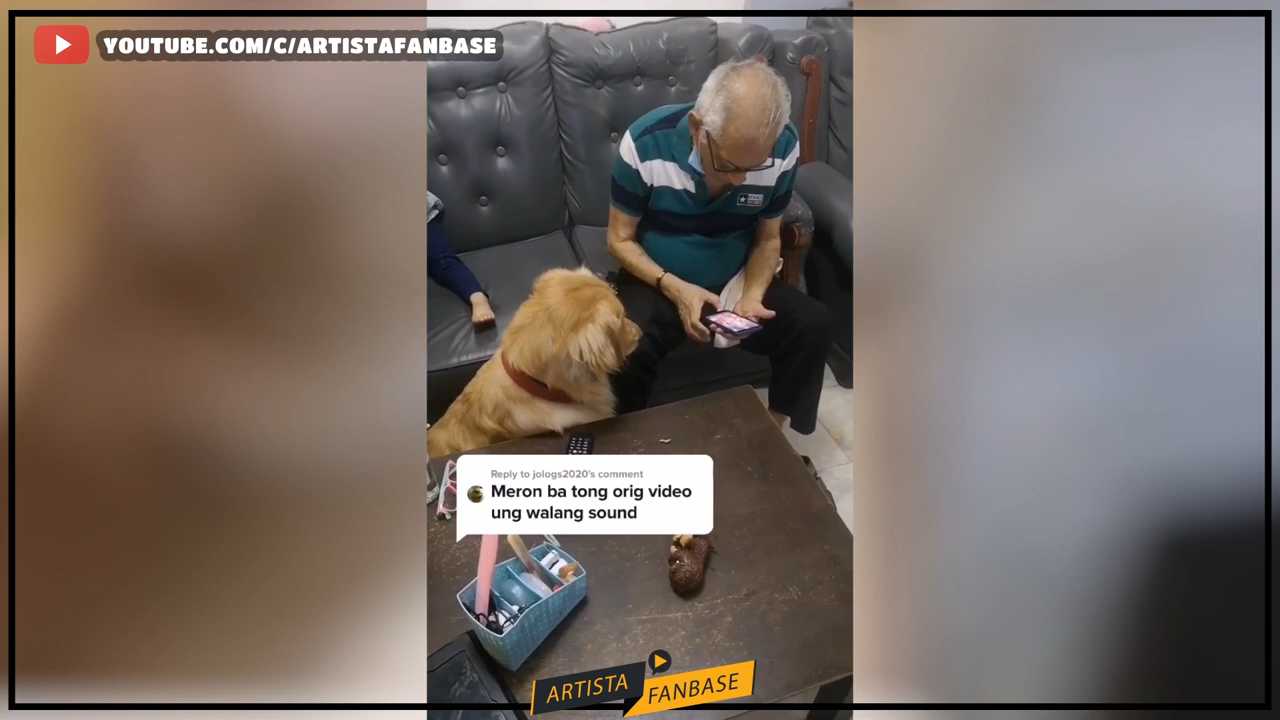 YOUTUBE.COM/C/ARTISTAFANBASE
Reply to jologs2020's comment
Meron ba tong orig video
ung walang sound
ARTISTA
FANBASE